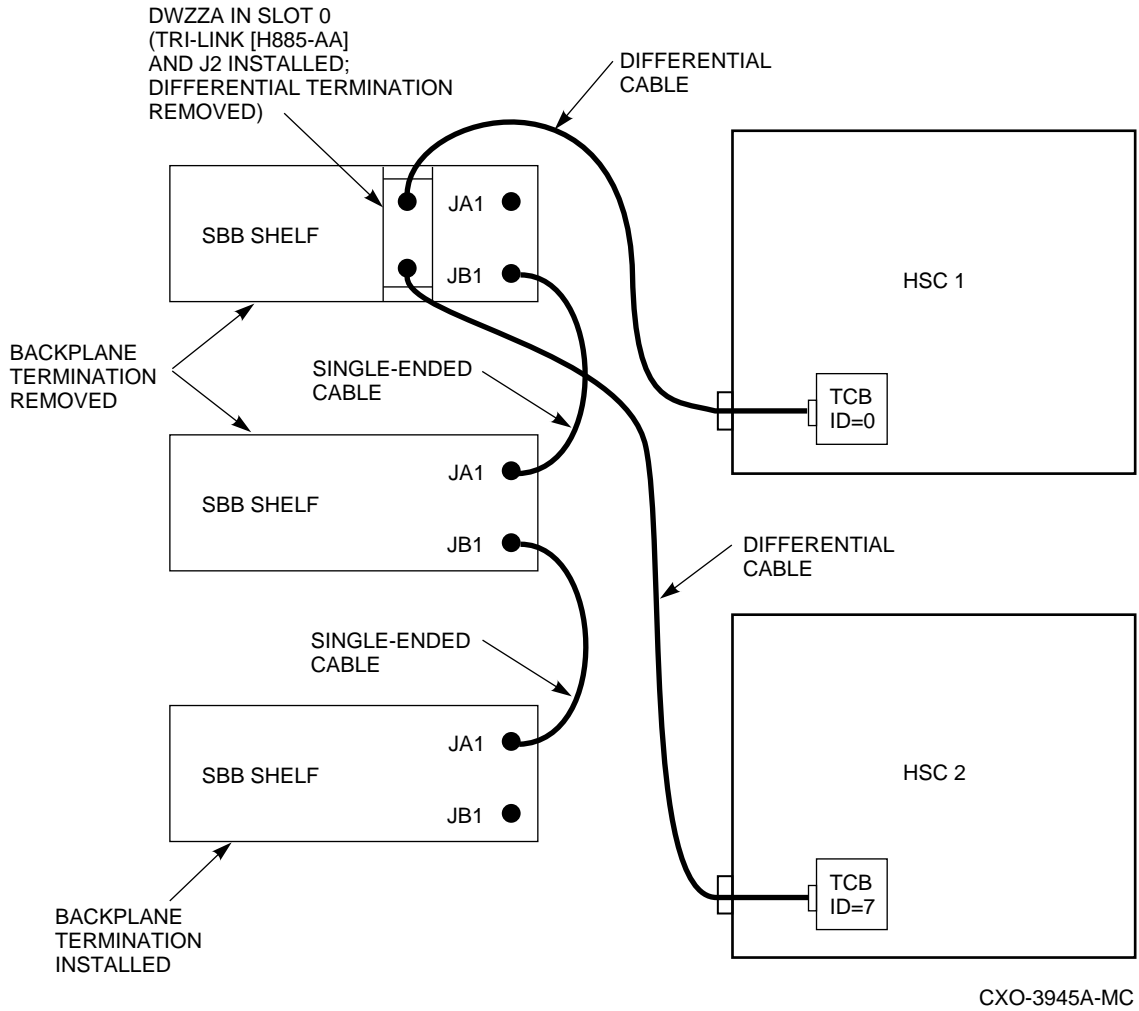 DWZZA IN SLOT 0
(TRI-LINK [H885-AA]
AND J2 INSTALLED;
DIFFERENTIAL TERMINATION
REMOVED)
DIFFERENTIAL
CABLE
SBB SHELF
JA1
JB1
HSC 1
TCB
ID=0
BACKPLANE
TERMINATION
REMOVED
SINGLE-ENDED
CABLE
SBB SHELF
JA1
JB1
DIFFERENTIAL
CABLE
SINGLE-ENDED
CABLE
SBB SHELF
JA1
JB1
HSC 2
TCB
ID=7
BACKPLANE
TERMINATION
INSTALLED
CXO-3945A-MC